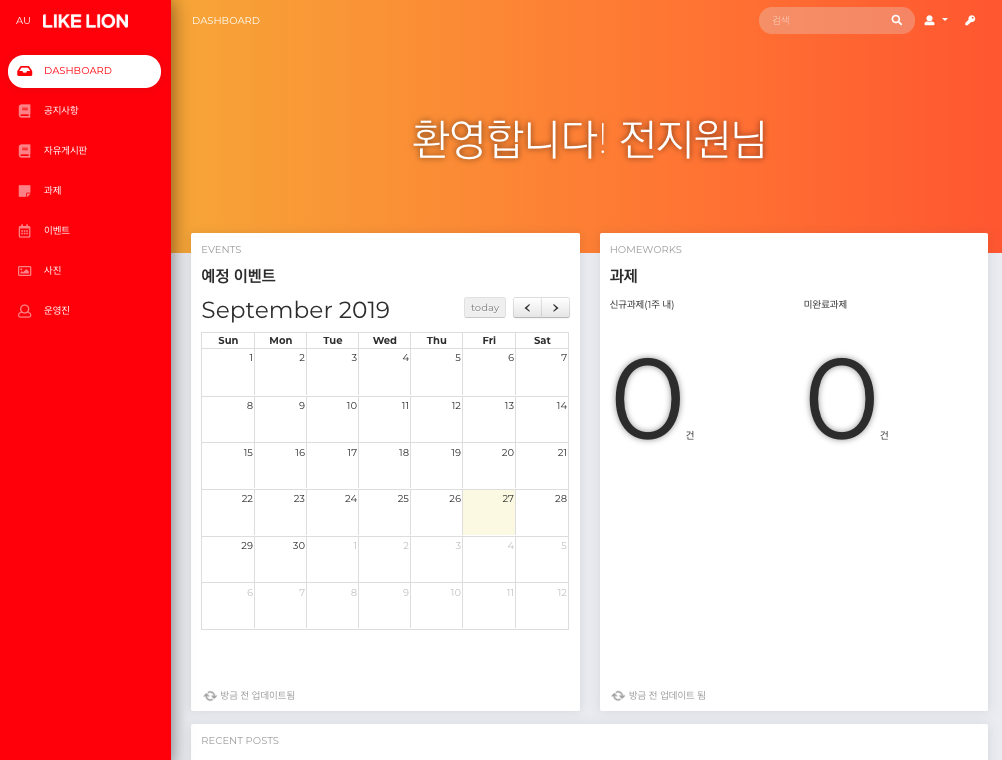 AU LIKE LION
DASHBOARD
공지사항
자유게시판
과제
이벤트
사진
운영진
DASHBOARD
검색
환영합니다! 전지원님
EVENTS
예정 이벤트
September 2019
today
Sun Mon Tue Wed Thu Fri Sat
1 2 3 4 5 6 7
8 9 10 11 12 13 14
15 16 17 18 19 20 21
22 23 24 25 26 27 28
29 30 1 2 3 4 5
6 7 8 9 10 11 12
방금 전 업데이트됨
HOMEWORKS
과제
신규과제(1주 내) 미완료과제
0 건 0 건
방금 전 업데이트 됨
RECENT POSTS